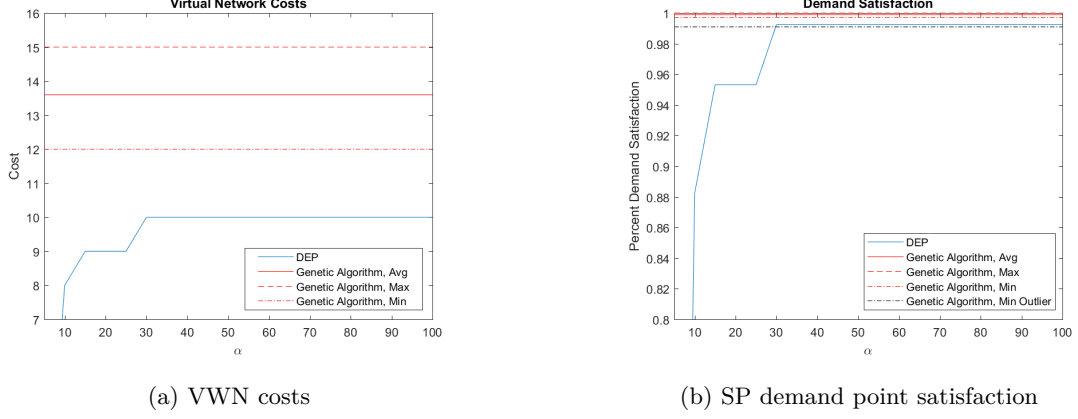 Virtual Network Costs
16
15
14
13
12
11
10
9
8
7
Cost
10 20 30 40 50 60 70 80 90 100
α
DEP
Genetic Algorithm, Avg
Genetic Algorithm, Max
Genetic Algorithm, Min
(a) VWN costs
Demand Satisfaction
1
0.98
0.96
0.94
0.92
0.9
0.88
0.86
0.84
0.82
0.8
Percent Demand Satisfaction
10 20 30 40 50 60 70 80 90 100
α
DEP
Genetic Algorithm, Avg
Genetic Algorithm, Max
Genetic Algorithm, Min
Genetic Algorithm, Min Outlier
(b) SP demand point satisfaction